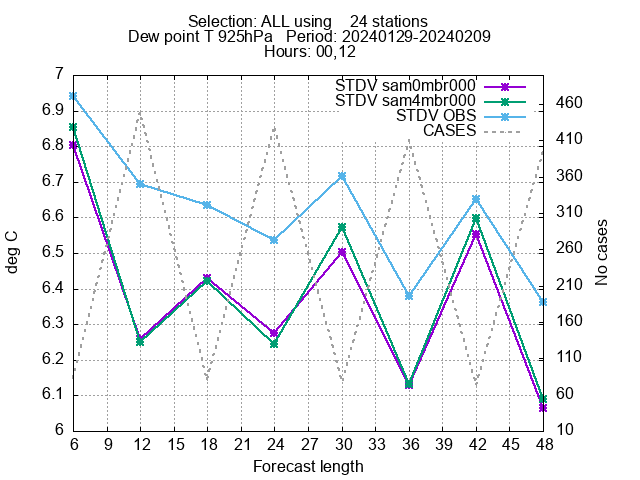 Selection: ALL using    24 stations
Dew point T 925hPa   Period: 20240129-20240209
Hours: 00,12
STDV sam0mbr000
STDV sam4mbr000
STDV OBS
CASES
7
6.9
6.8
6.7
6.6
6.5
6.4
6.3
6.2
6.1
6
deg C
460
410
360
310
260
210
160
110
60
10
No cases
6 9 12 15 18 21 24 27 30 33 36 39 42 45 48
Forecast length